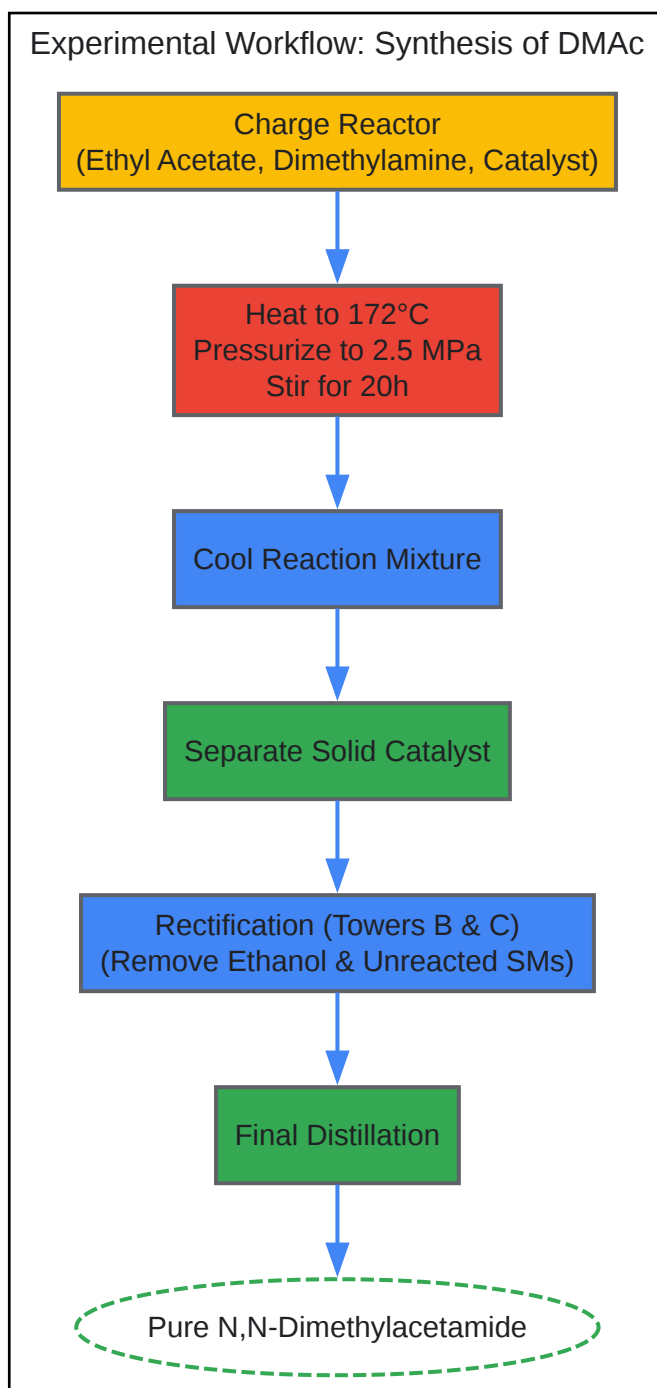 Experimental Workflow: Synthesis of DMAc
Charge Reactor
(Ethyl Acetate, Dimethylamine, Catalyst)
Heat to 172°C
Pressurize to 2.5 MPa
Stir for 20h
Cool Reaction Mixture
Separate Solid Catalyst
Rectification (Towers B & C)
(Remove Ethanol & Unreacted SMs)
Final Distillation
Pure N,N-Dimethylacetamide